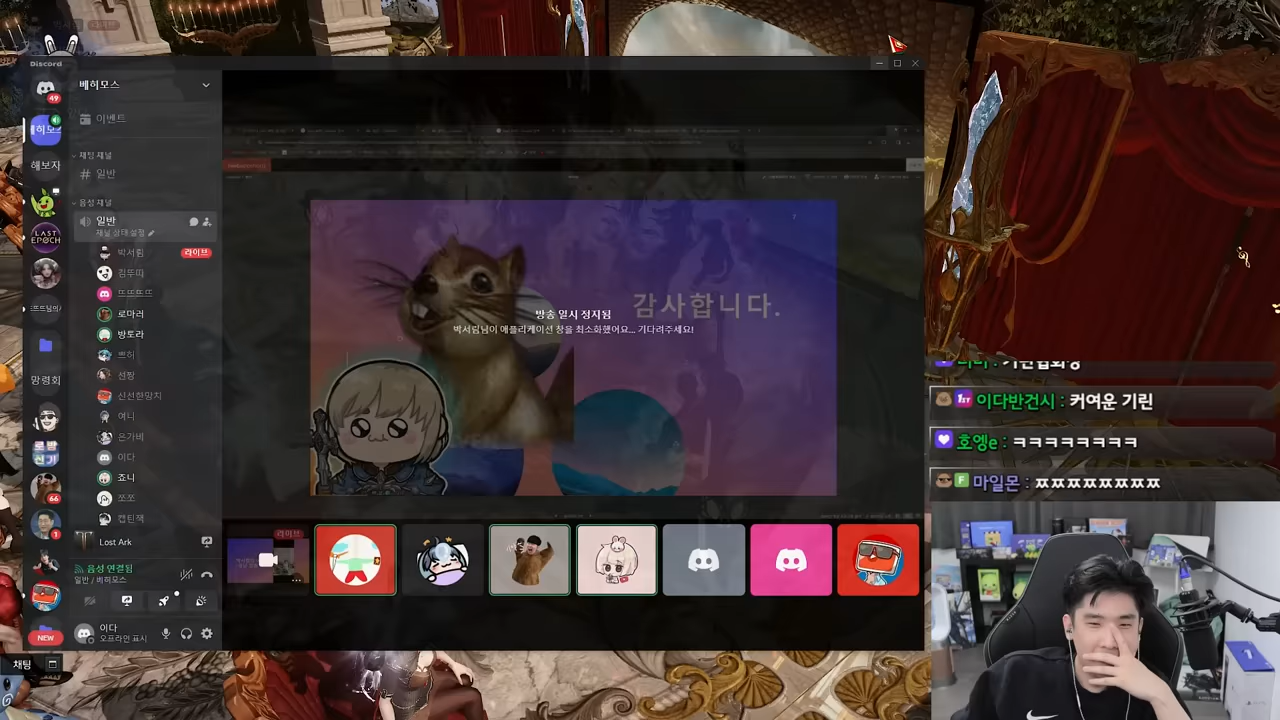 Discord
베히모스
49
이벤트
채팅 채널
일반
해보자
음성 채널
일반
채널 상태 설정
LAST
EPOCH
박서림
라이브
김뚜띠
로마러
방토라
쁘허
선짱
망령회
신선한망치
여니
은가비
이다
죠니
쪼쪼
66
캡틴잭
1
Lost Ark
음성 연결됨
일반 / 베히모스
NEW
이다
오프라인 표시
채팅
감사합니다.
방송 일시 정지됨
박서림님이 애플리케이션 창을 최소화했어요... 기다려주세요!
라이브
이다반건시 : 커여운 기린
호엥e : ㅋㅋㅋㅋㅋㅋㅋㅋ
마일몬 : ㅉㅉㅉㅉㅉㅉㅉㅉ